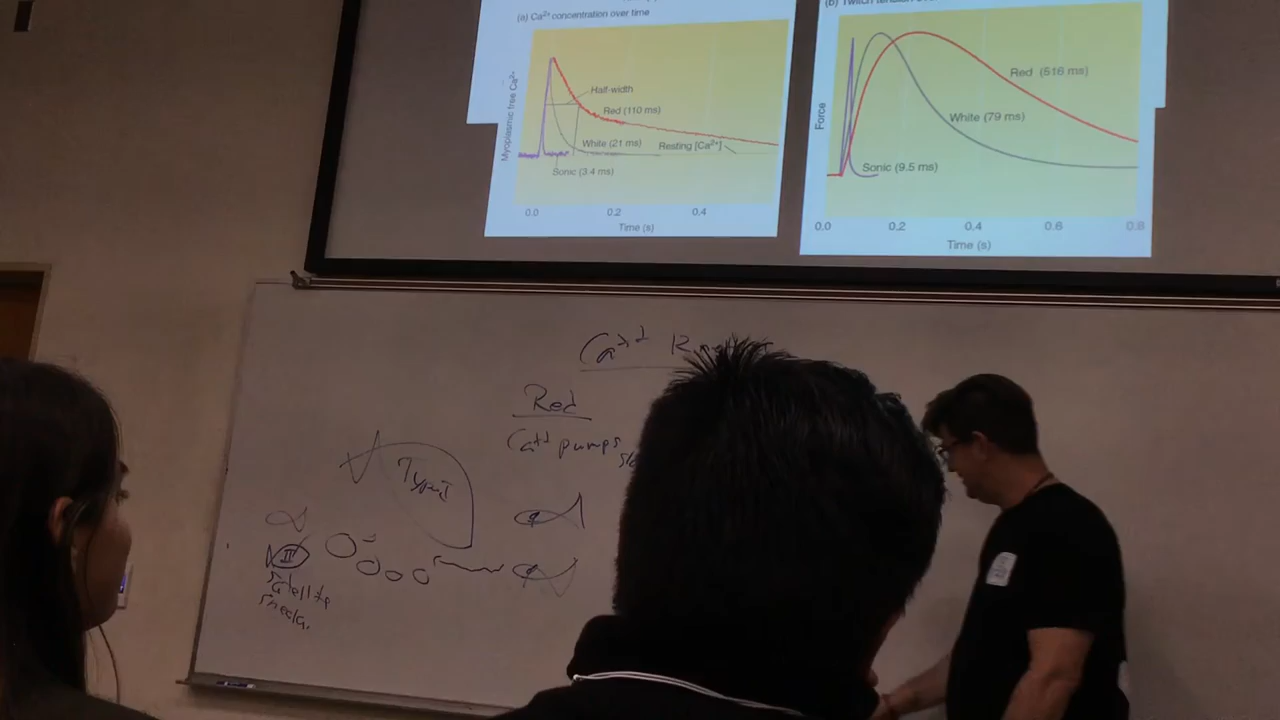 (a) Ca²⁺ concentration over time
Myoplasmic free Ca²⁺
Half-width
Red (110 ms)
White (21 ms)
Resting [Ca²⁺]
Sonic (3.4 ms)
0.0 0.2 0.4
Time (s)
(b) Twitch tension
Force
Red (516 ms)
White (79 ms)
Sonic (9.5 ms)
0.0 0.2 0.4 0.6 0.8
Time (s)
Ca²⁺
Red
Ca²⁺ pumps
Type I
II
Satellite